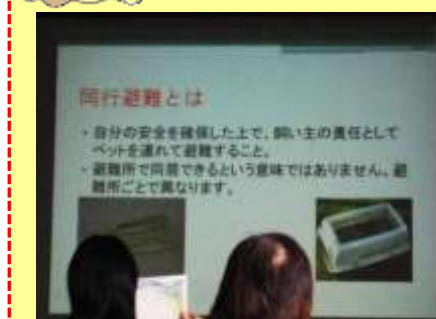 同行避難とは
・自分の安全を確保した上で、飼い主の責任として
ペットを連れて避難すること。
・避難所で同居できるという意味ではありません。避
難所ごとで異なります。